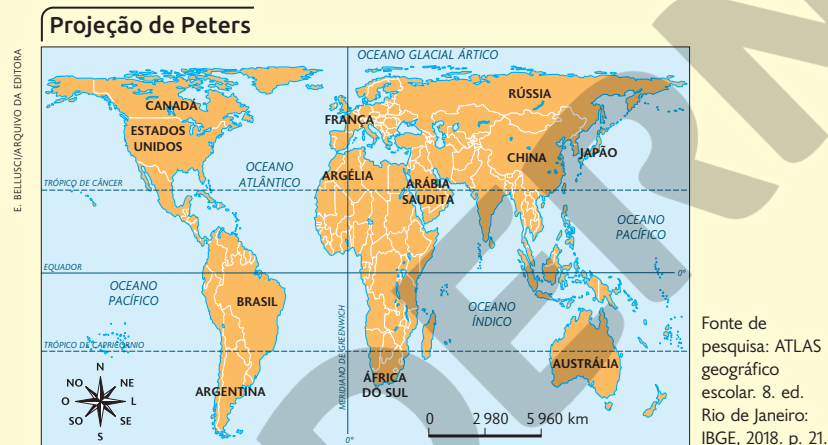 Projeção de Peters
E. BELLUSCI/ARQUIVO DA EDITORA
OCEANO GLACIAL ÁRTICO
CANADÁ
RÚSSIA
ESTADOS
UNIDOS
FRANÇA
CHINA
JAPÃO
OCEANO
ATLÂNTICO
ARGÉLIA
ARÁBIA
SAUDITA
TRÓPICO DE CÂNCER
OCEANO
PACÍFICO
EQUADOR
0°
OCEANO
PACÍFICO
BRASIL
OCEANO
ÍNDICO
MERIDIANO DE GREENWICH
TRÓPICO DE CAPRICÓRNIO
AUSTRÁLIA
ARGENTINA
ÁFRICA
DO SUL
N
NO NE
O L
SO SE
S
0 2 980 5 960 km
0°
Fonte de
pesquisa: ATLAS
geográfico
escolar. 8. ed.
Rio de Janeiro:
IBGE, 2018. p. 21.